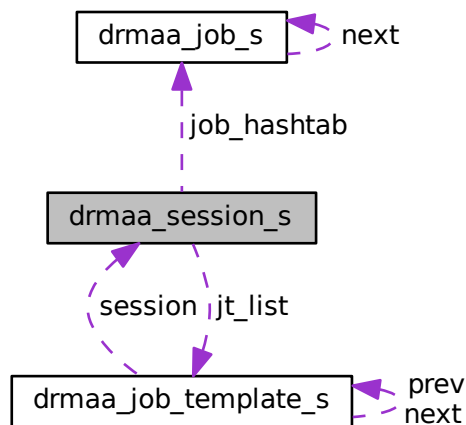 drmaa_job_s
next
job_hashtab
drmaa_session_s
session
jt_list
drmaa_job_template_s
prev
next